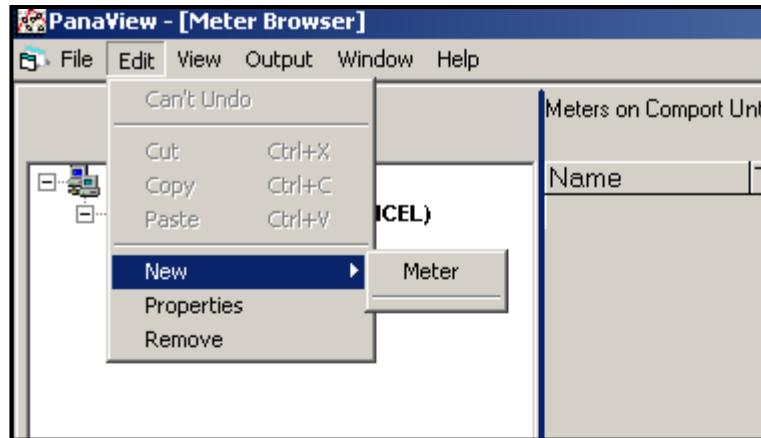 PanaView - [Meter Browser]
File Edit View Output Window Help
Can't Undo
Meters on Comport
Cut Ctrl+X
Name
Copy Ctrl+C
Paste Ctrl+V
ICEL)
New
Meter
Properties
Remove